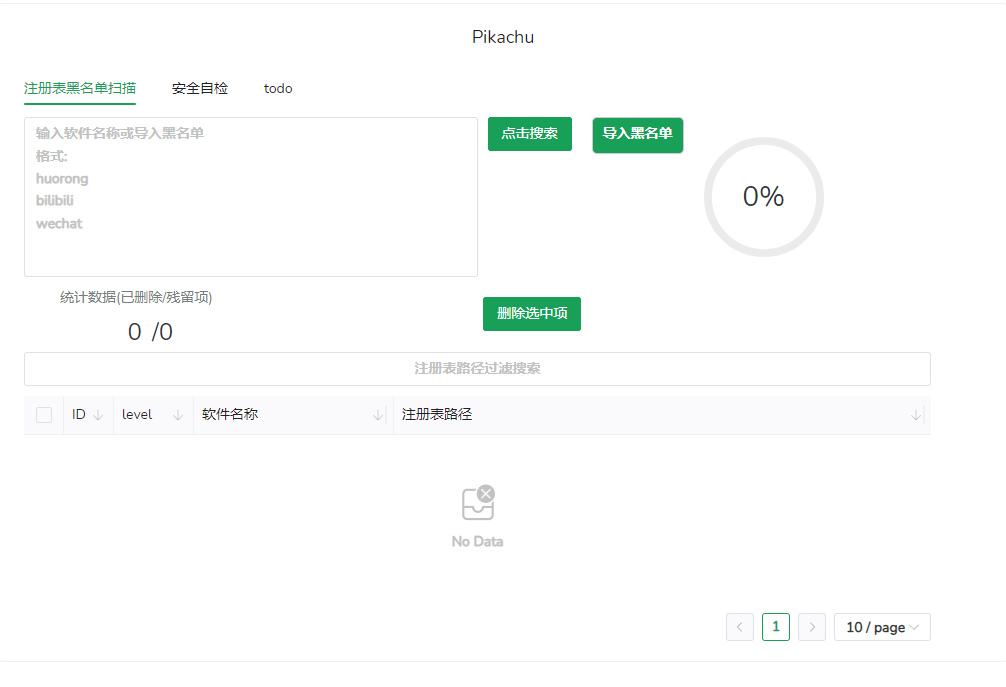 Pikachu
注册表黑名单扫描 安全自检 todo
输入软件名称或导入黑名单
格式:
huorong
bilibili
wechat
点击搜索 导入黑名单
0%
统计数据(已删除/残留项)
0 /0
删除选中项
注册表路径过滤搜索
ID level 软件名称 注册表路径
No Data
1 10 / page